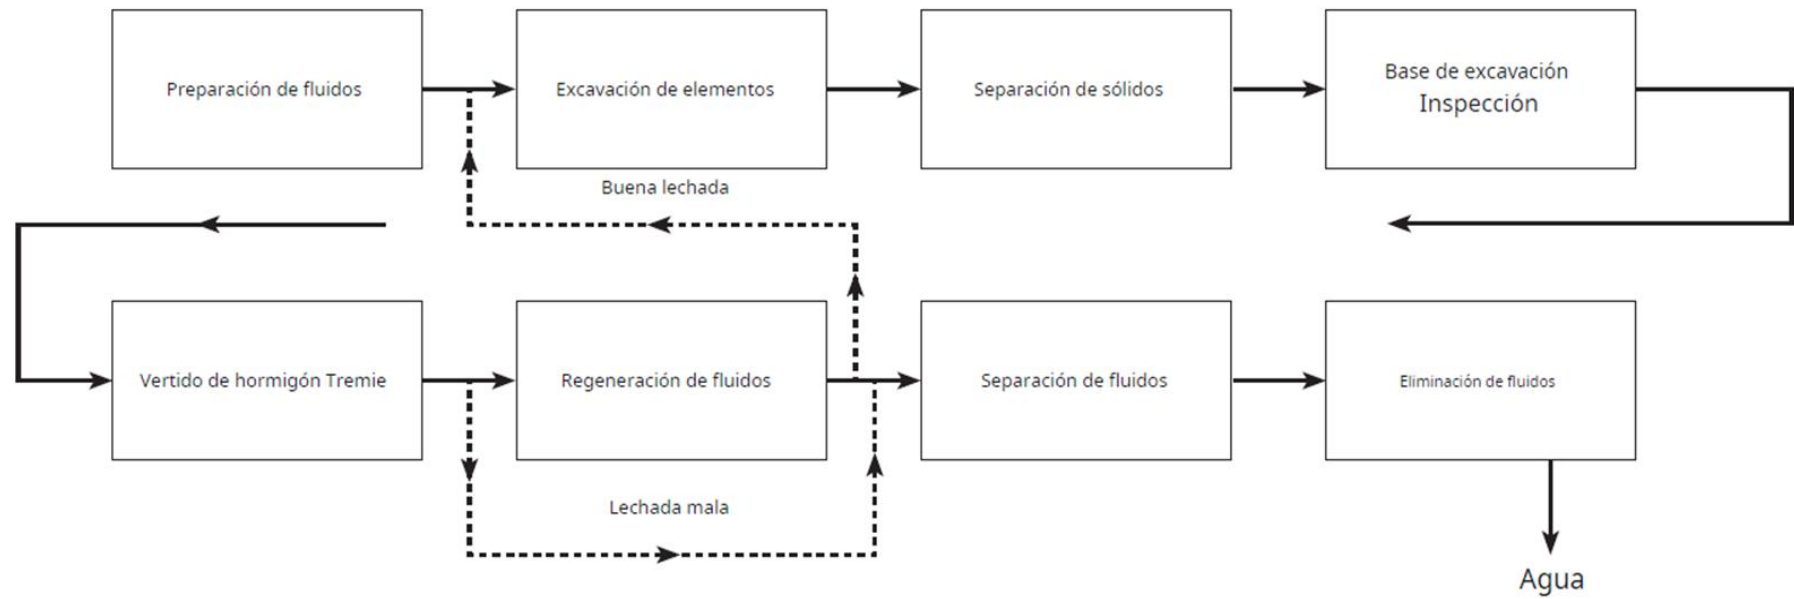 Preparación de fluidos
Excavación de elementos
Separación de sólidos
Base de excavación
Inspección
Buena lechada
Vertido de hormigón Tremie
Regeneración de fluidos
Separación de fluidos
Eliminación de fluidos
Lechada mala
Agua